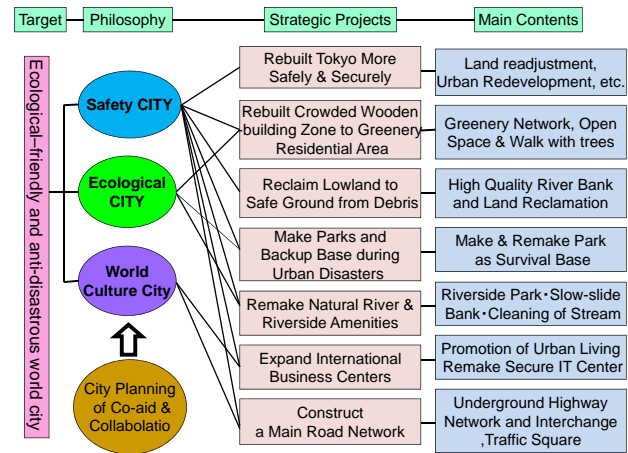 Target
Philosophy
Strategic Projects
Main Contents
Ecological–friendly and anti-disastrous world city
Safety CITY
Ecological
CITY
World
Culture City
City Planning
of Co-aid &
Collabolatio
Rebuilt Tokyo More
Safely & Securely
Rebuilt Crowded Wooden
building Zone to Greenery
Residential Area
Reclaim Lowland to
Safe Ground from Debris
Make Parks and
Backup Base during
Urban Disasters
Remake Natural River &
Riverside Amenities
Expand International
Business Centers
Construct
a Main Road Network
Land readjustment,
Urban Redevelopment, etc.
Greenery Network, Open
Space & Walk with trees
High Quality River Bank
and Land Reclamation
Make & Remake Park
as Survival Base
Riverside Park・Slow-slide
Bank・Cleaning of Stream
Promotion of Urban Living
Remake Secure IT Center
Underground Highway
Network and Interchange
,Traffic Square